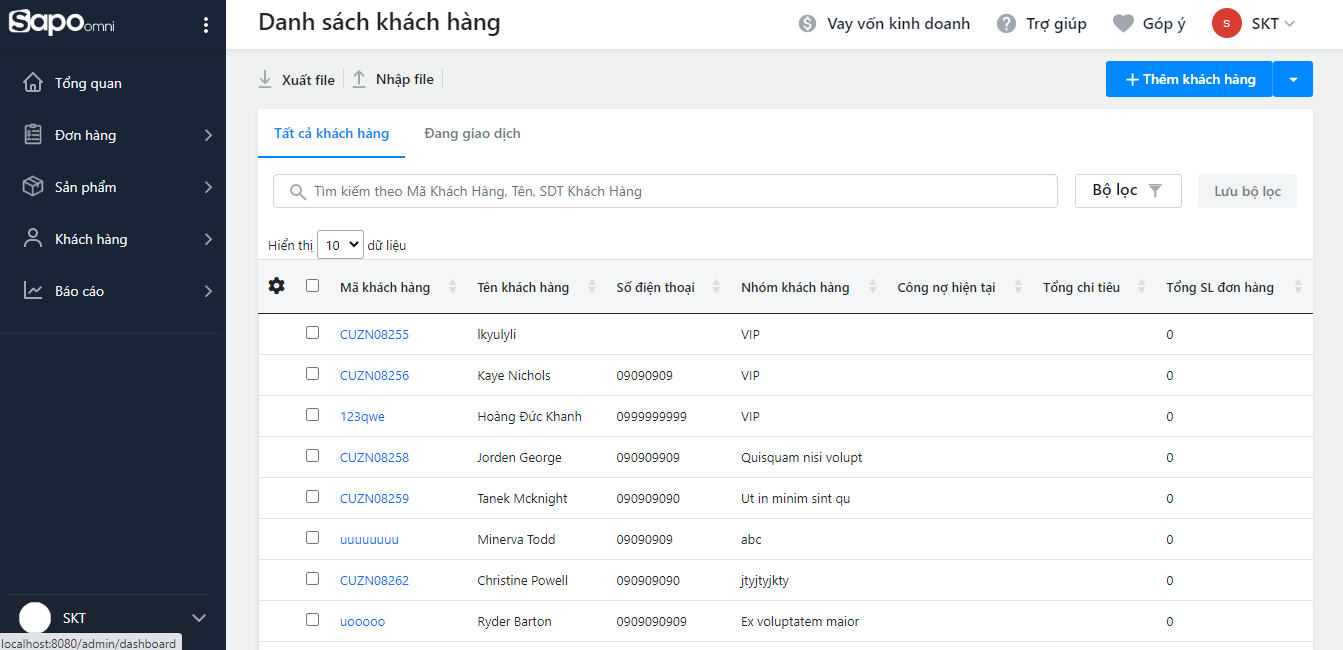 Sapo omni
Danh sách khách hàng
Vay vốn kinh doanh
Trợ giúp
Góp ý
S
SKT
Tổng quan
Đơn hàng
Sản phẩm
Khách hàng
Báo cáo
Xuất file
Nhập file
Thêm khách hàng
Tất cả khách hàng
Đang giao dịch
Tìm kiếm theo Mã Khách Hàng, Tên, SDT Khách Hàng
Bộ lọc
Lưu bộ lọc
Hiển thị 10 dữ liệu
Mã khách hàng Tên khách hàng Số điện thoại Nhóm khách hàng Công nợ hiện tại Tổng chi tiêu Tổng SL đơn hàng
CUZN08255 lkyulyli VIP 0
CUZN08256 Kaye Nichols 09090909 VIP 0
123qwe Hoàng Đức Khanh 0999999999 VIP 0
CUZN08258 Jorden George 090909909 Quisquam nisi volupt 0
CUZN08259 Tanek Mcknight 090909090 Ut in minim sint qu 0
uuuuuuuu Minerva Todd 09090909 abc 0
CUZN08262 Christine Powell 090909090 jtyjtyjkty 0
uooooo Ryder Barton 0909090909 Ex voluptatem maior 0
SKT
localhost:8080/admin/dashboard